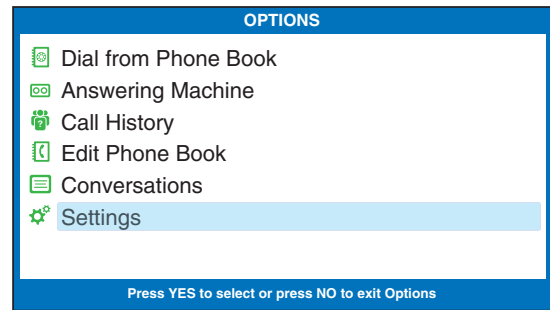 OPTIONS
Dial from Phone Book
Answering Machine
Call History
Edit Phone Book
Conversations
Settings
Press YES to select or press NO to exit Options